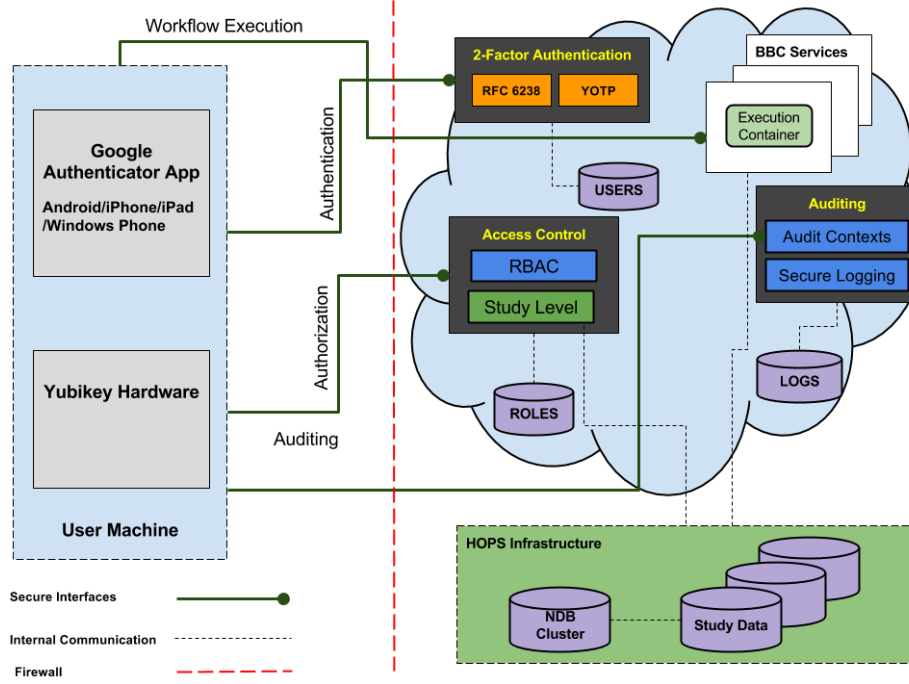 Workflow Execution
Google
Authenticator App
Android/iPhone/iPad
/Windows Phone
Yubikey Hardware
User Machine
Authentication
Authorization
Auditing
2-Factor Authentication
RFC 6238
YOTP
USERS
BBC Services
Execution
Container
Access Control
RBAC
Study Level
ROLES
Auditing
Audit Contexts
Secure Logging
LOGS
HOPS Infrastructure
NDB
Cluster
Study Data
Secure Interfaces
Internal Communication
Firewall